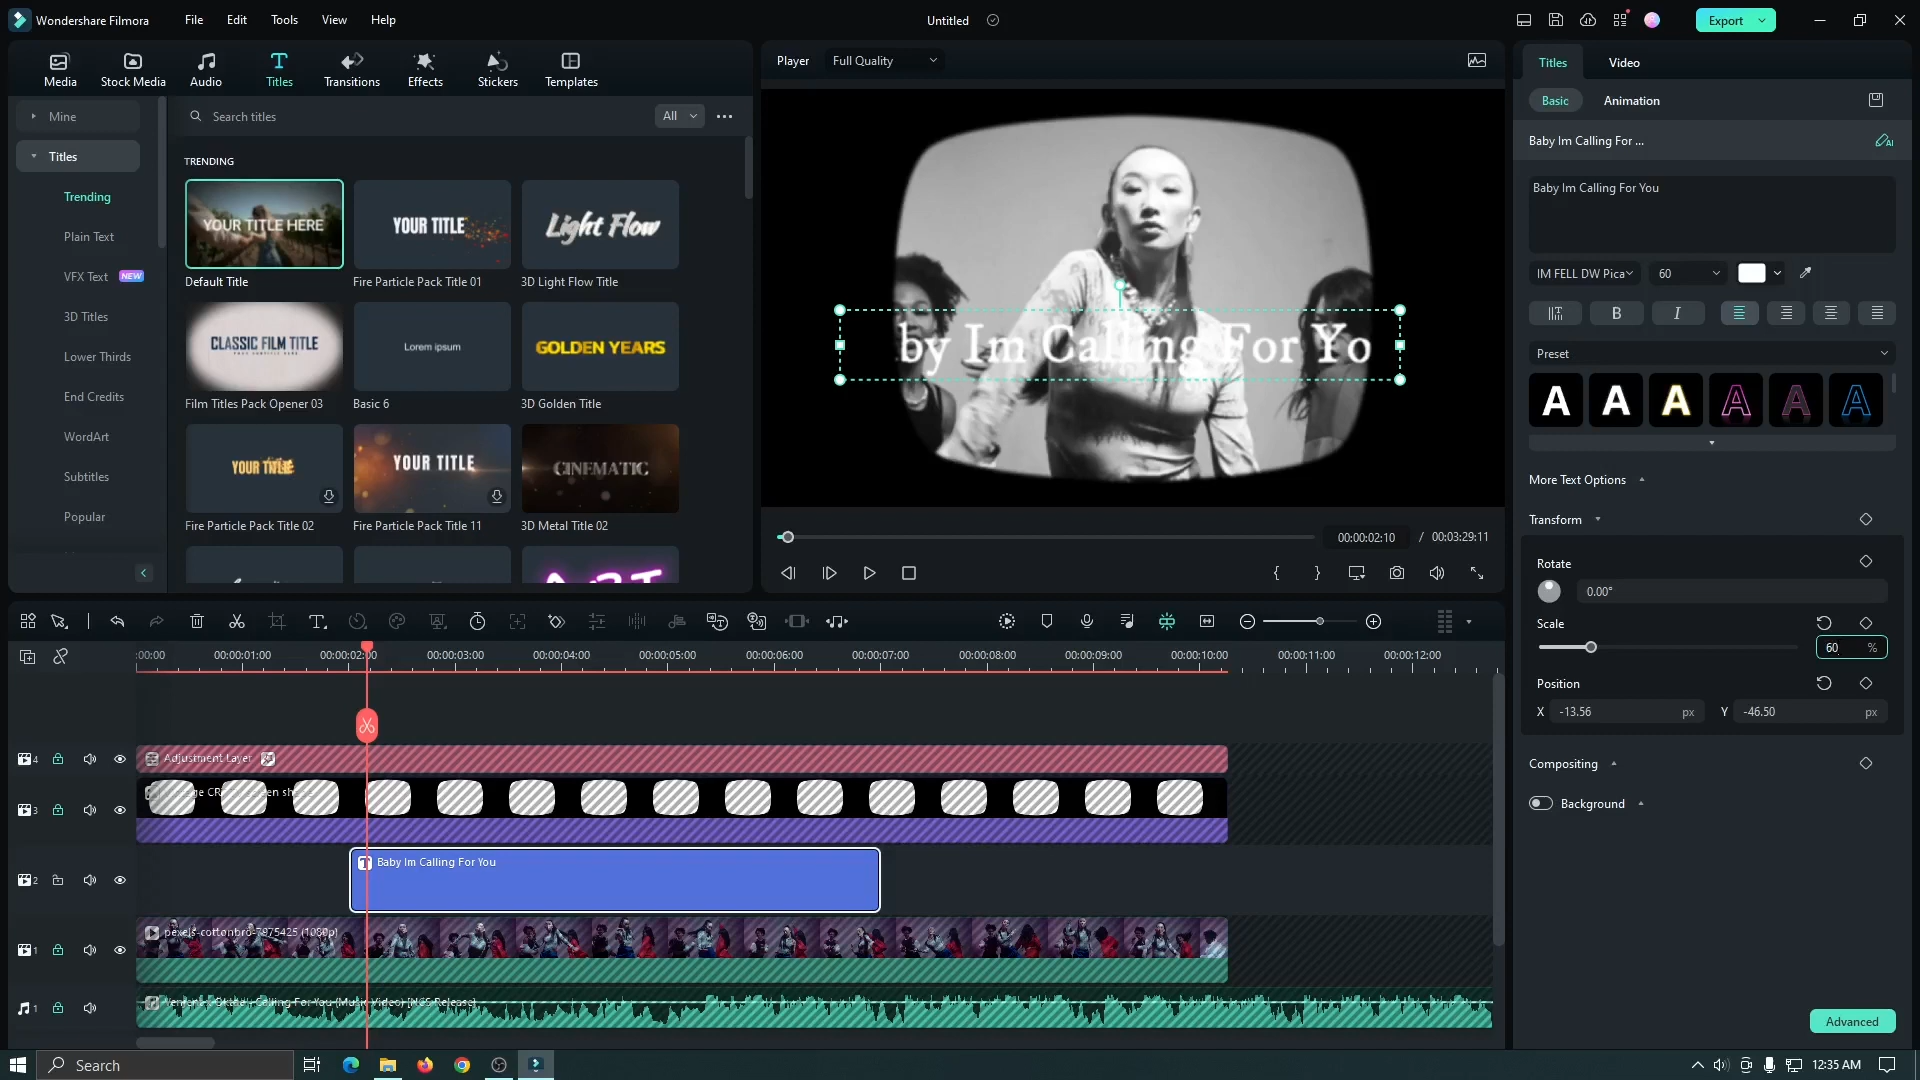 Wondershare Filmora
File
Edit
Tools
View
Help
Untitled
Export
Media
Stock Media
Audio
Titles
Transitions
Effects
Stickers
Templates
Player
Full Quality
Titles
Video
Basic
Animation
Mine
Search titles
All
Titles
TRENDING
Baby Im Calling For ...
AI
Trending
Plain Text
VFX Text NEW
3D Titles
Lower Thirds
End Credits
WordArt
Subtitles
Popular
YOUR TITLE HERE
YOUR TITLE
Light Flow
Default Title
Fire Particle Pack Title 01
3D Light Flow Title
CLASSIC FILM TITLE
Lorem ipsum
GOLDEN YEARS
Film Titles Pack Opener 03
Basic 6
3D Golden Title
YOUR TITLE
YOUR TITLE
CINEMATIC
Fire Particle Pack Title 02
Fire Particle Pack Title 11
3D Metal Title 02
by Im Calling For Yo
00:00:02:10 / 00:03:29:11
Baby Im Calling For You
IM FELL DW Pica
60
B
I
Preset
A A A A A A
More Text Options
Transform
Rotate
0.00°
Scale
60 %
Position
X -13.56 px Y -46.50 px
Compositing
Background
Advanced
:00:00
00:00:01:00
00:00:02:00
00:00:03:00
00:00:04:00
00:00:05:00
00:00:06:00
00:00:07:00
00:00:08:00
00:00:09:00
00:00:10:00
00:00:11:00
00:00:12:00
4
Adjustment Layer
3
2
Baby Im Calling For You
1
pexels-cottonbro-7975425 (1080p)
1
Calling For You (Music Video) [NCS Release]
Search
12:35 AM